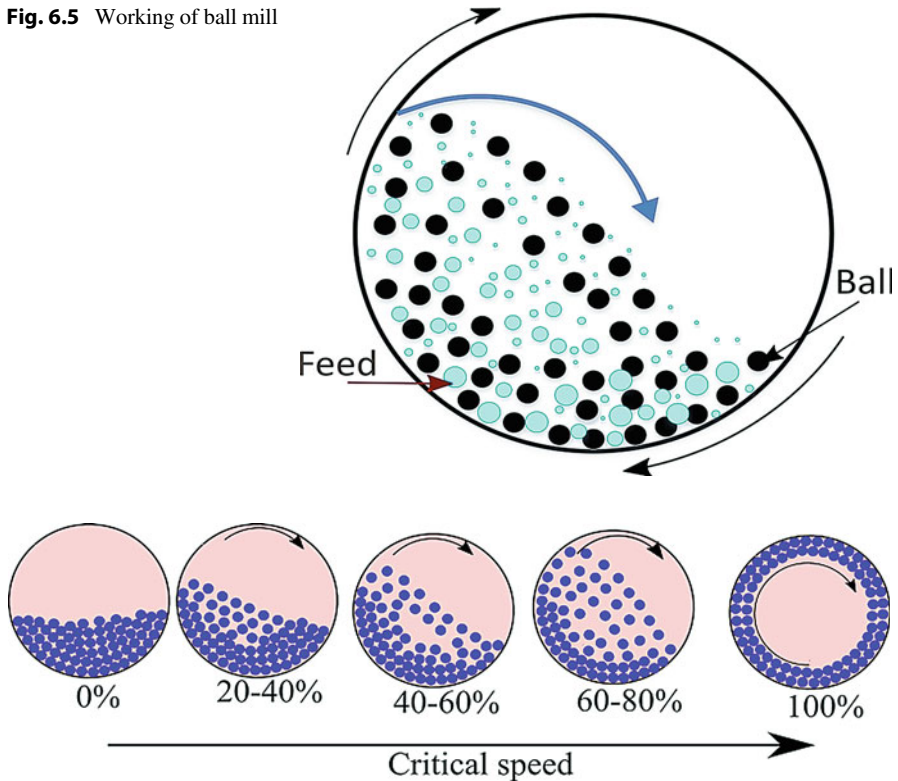 Fig. 6.5 Working of ball mill
Ball
Feed
0%
20-40%
40-60%
60-80%
100%
Critical speed